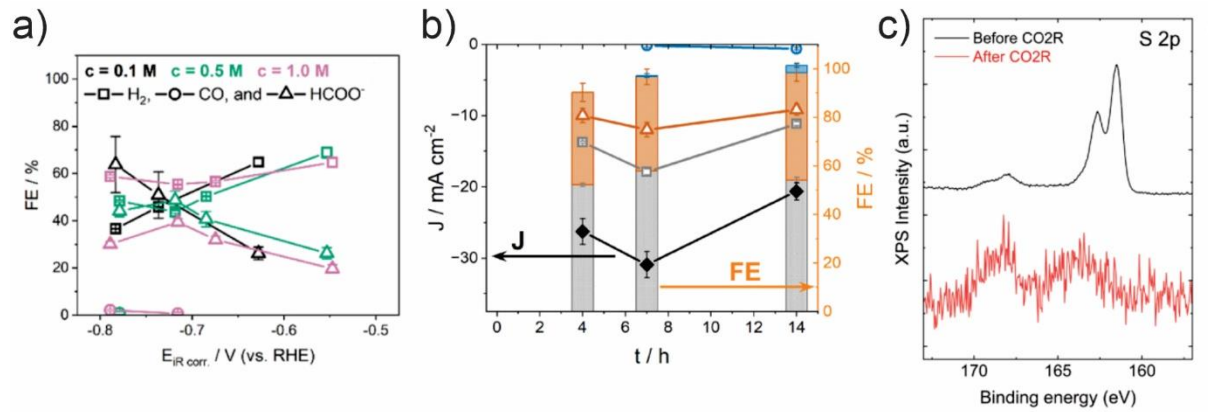 a)
c = 0.1 M c = 0.5 M c = 1.0 M
H₂, CO, and HCOO⁻
FE / %
100
80
60
40
20
0
-0.8 -0.7 -0.6 -0.5
E iR corr. / V (vs. RHE)
b)
J / mA cm⁻²
0
−10
−20
−30
J
FE
FE / %
100
80
60
40
20
0
0 2 4 6 8 10 12 14
t / h
c)
Before CO2R
After CO2R
S 2p
XPS Intensity (a.u.)
170 165 160
Binding energy (eV)